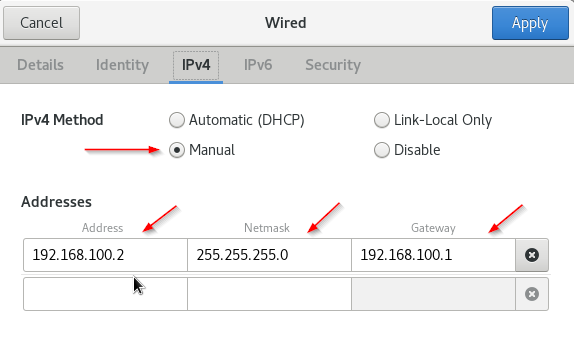 Cancel Wired Apply
Details Identity IPv4 IPv6 Security
IPv4 Method Automatic (DHCP) Link-Local Only
Manual Disable
Addresses
Address Netmask Gateway
192.168.100.2 255.255.255.0 192.168.100.1